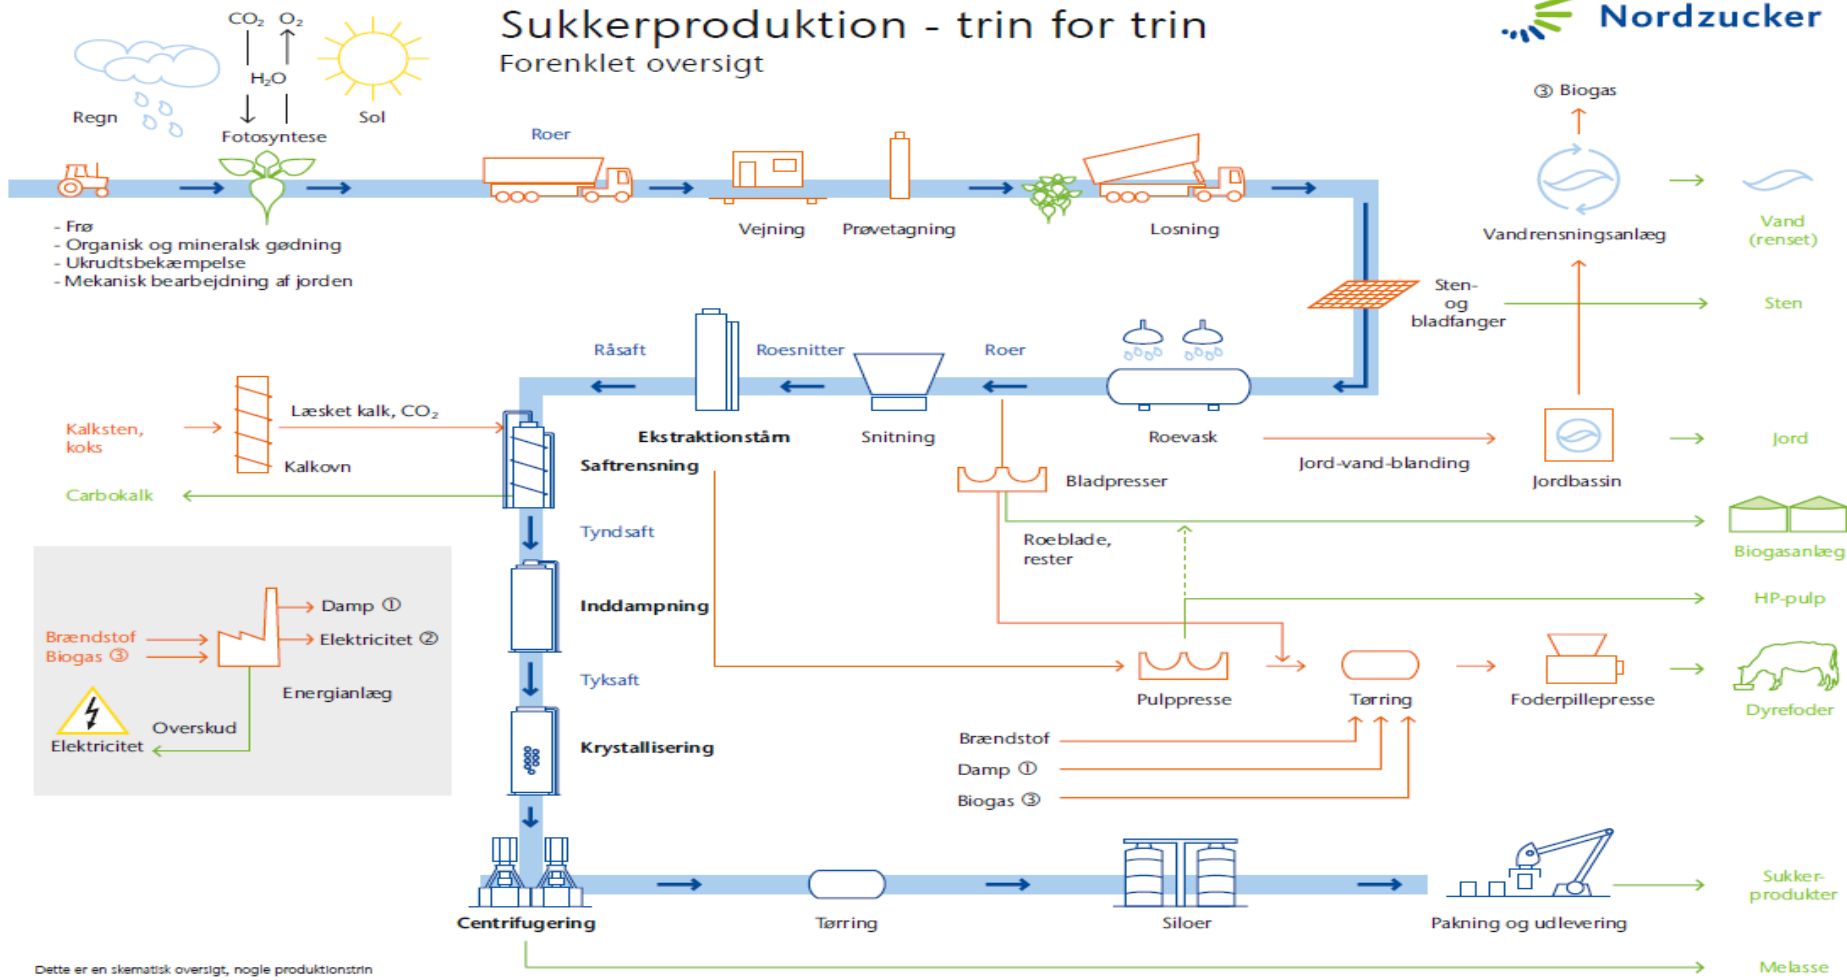 Sukkerproduktion - trin for trin
Forenklet oversigt
Nordzucker
CO₂ O₂
H₂O
Regn
Fotosyntese
Sol
Roer
③ Biogas
- Frø
- Organisk og mineralsk gødning
- Ukrudtsbekæmpelse
- Mekanisk bearbejdning af jorden
Vejning
Prøvetagning
Losning
Vandrensningsanlæg
Vand
(renset)
Sten-
og
bladfanger
Sten
Råsaft
Roesnitter
Roer
Kalksten,
koks
Læsket kalk, CO₂
Kalkovn
Carbokalk
Ekstraktionstårn
Snitning
Roevask
Jord-vand-blanding
Jordbassin
Jord
Saftrensning
Bladpresser
Tyndsaft
Roeblade,
rester
Biogasanlæg
HP-pulp
Damp ①
Elektricitet ②
Brændstof
Biogas ③
Energianlæg
Overskud
Elektricitet
Inddampning
Tyksaft
Pulppresse
Tørring
Foderpillepresse
Dyrefoder
Krystallisering
Brændstof
Damp ①
Biogas ③
Centrifugering
Tørring
Siloer
Pakning og udlevering
Sukker-
produkter
Melasse
Dette er en skematisk oversigt, nogle produktionstrin